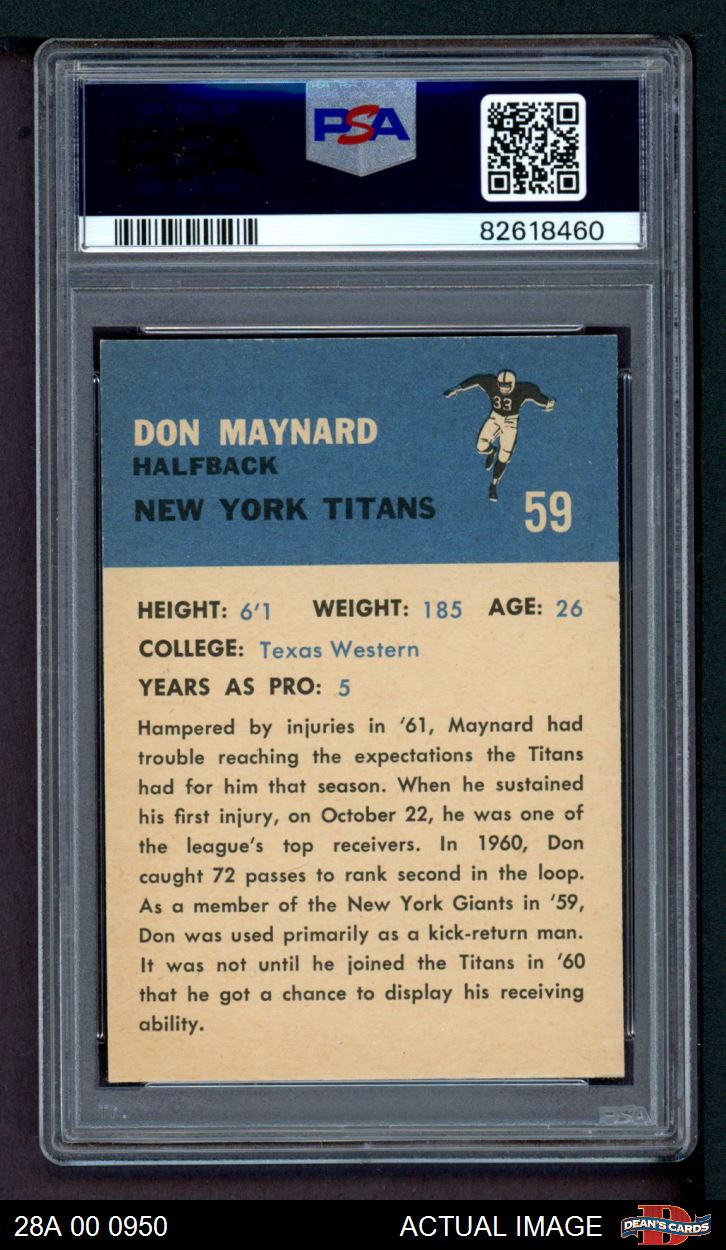 PSA
PSA
82618460
33
DON MAYNARD
HALFBACK
NEW YORK TITANS
59
HEIGHT: 6'1 WEIGHT: 185 AGE: 26
COLLEGE: Texas Western
YEARS AS PRO: 5
Hampered by injuries in '61, Maynard had
trouble reaching the expectations the Titans
had for him that season. When he sustained
his first injury, on October 22, he was one of
the league's top receivers. In 1960, Don
caught 72 passes to rank second in the loop.
As a member of the New York Giants in '59,
Don was used primarily as a kick-return man.
It was not until he joined the Titans in '60
that he got a chance to display his receiving
ability.
PSA
28A 00 0950
ACTUAL IMAGE
D
DEAN'S CARDS